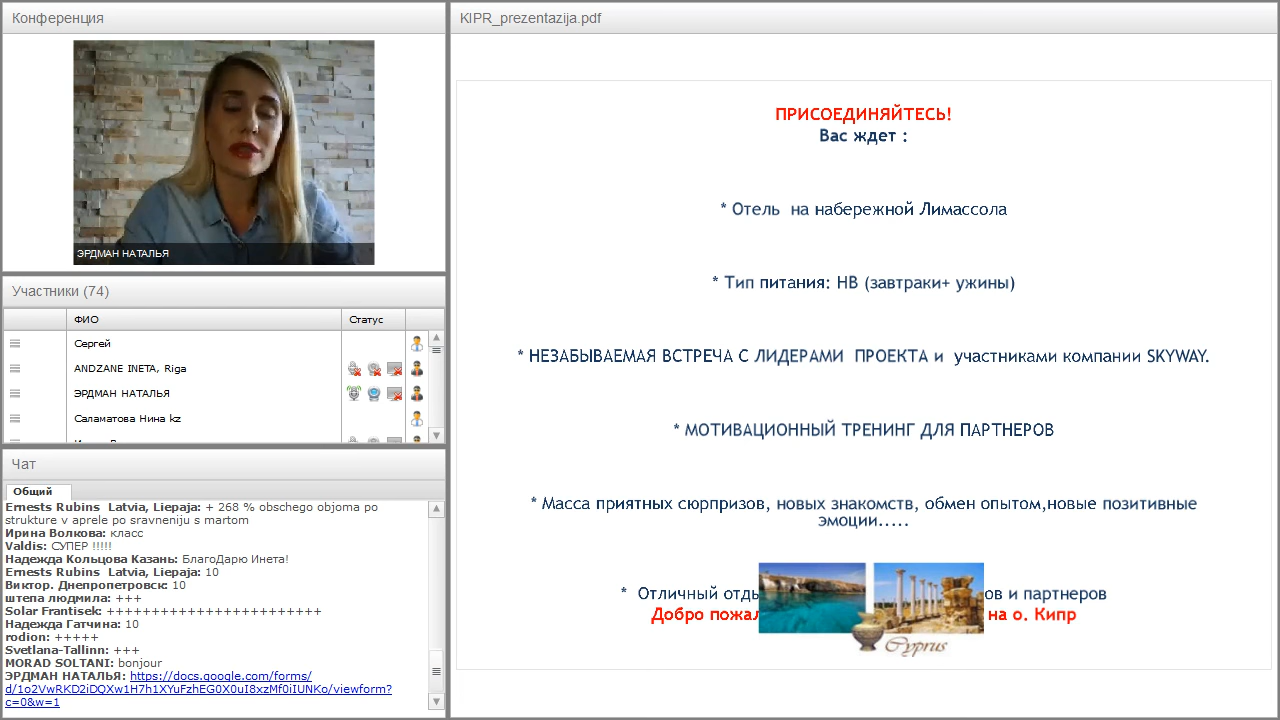 Конференция
ЭРДМАН НАТАЛЬЯ
Участники (74)
ФИО Статус
Сергей
ANDZANE INETA, Riga
ЭРДМАН НАТАЛЬЯ
Саламатова Нина kz
Чат
Общий
Ernests Rubins Latvia, Liepaja: + 268 % obschego objoma po
strukture v aprele po sravneniju s martom
Ирина Волкова: класс
Valdis: СУПЕР !!!!!
Надежда Кольцова Казань: БлагоДарю Инета!
Ernests Rubins Latvia, Liepaja: 10
Виктор. Днепропетровск: 10
штепа людмила: +++
Solar Frantisek: ++++++++++++++++++++++++
Надежда Гатчина: 10
rodion: +++++
Svetlana-Tallinn: +++
MORAD SOLTANI: bonjour
ЭРДМАН НАТАЛЬЯ: https://docs.google.com/forms/
d/1o2VwRKD2iDQXw1H7h1XYuFzhEG0X0uI8xzMf0iIUNKo/viewform?
c=0&w=1
KIPR_prezentazija.pdf
ПРИСОЕДИНЯЙТЕСЬ!
Вас ждет :
* Отель на набережной Лимассола
* Тип питания: HB (завтраки+ ужины)
* НЕЗАБЫВАЕМАЯ ВСТРЕЧА С ЛИДЕРАМИ ПРОЕКТА и участниками компании SKYWAY.
* МОТИВАЦИОННЫЙ ТРЕНИНГ ДЛЯ ПАРТНЕРОВ
* Масса приятных сюрпризов, новых знакомств, обмен опытом,новые позитивные
эмоции.....
* Отличный отды ов и партнеров
Добро пожал на о. Кипр
Cyprus